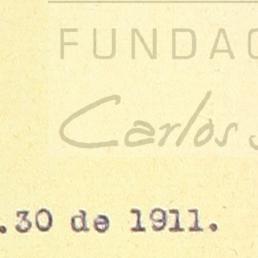 FUNDAC
Carlos S
.30 de 1911.